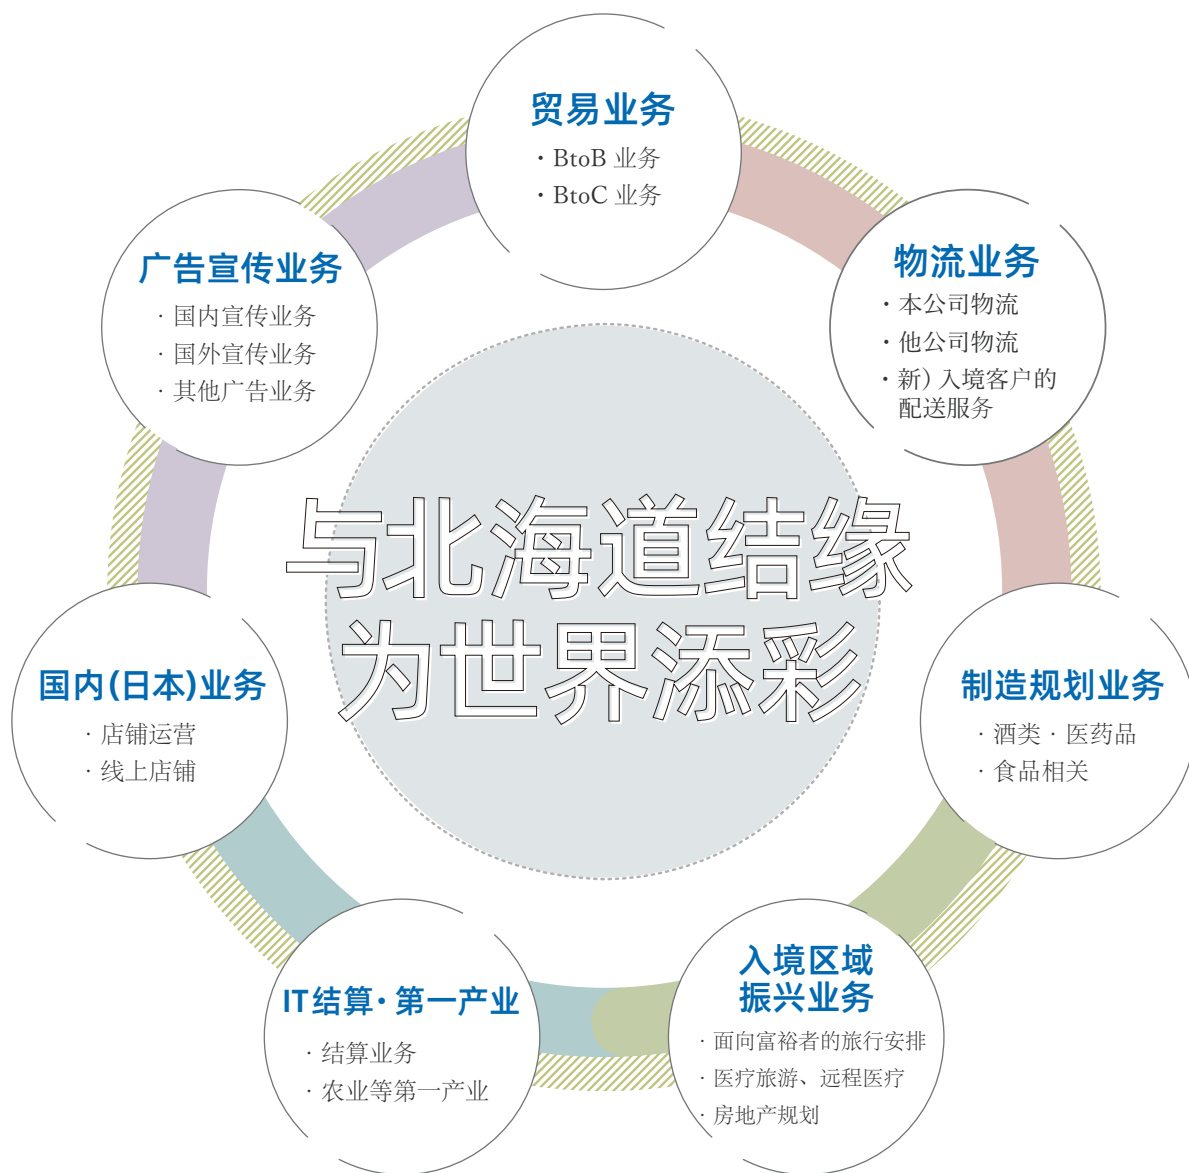 贸易业务
・BtoB 业务
・BtoC 业务
广告宣传业务
· 国内宣传业务
· 国外宣传业务
· 其他广告业务
物流业务
・本公司物流
・他公司物流
・新）入境客户的
配送服务
与北海道结缘
为世界添彩
国内(日本)业务
· 店铺运营
· 线上店铺
制造规划业务
· 酒类 · 医药品
· 食品相关
IT结算・第一产业
· 结算业务
· 农业等第一产业
入境区域
振兴业务
· 面向富裕者的旅行安排
· 医疗旅游、远程医疗
· 房地产规划